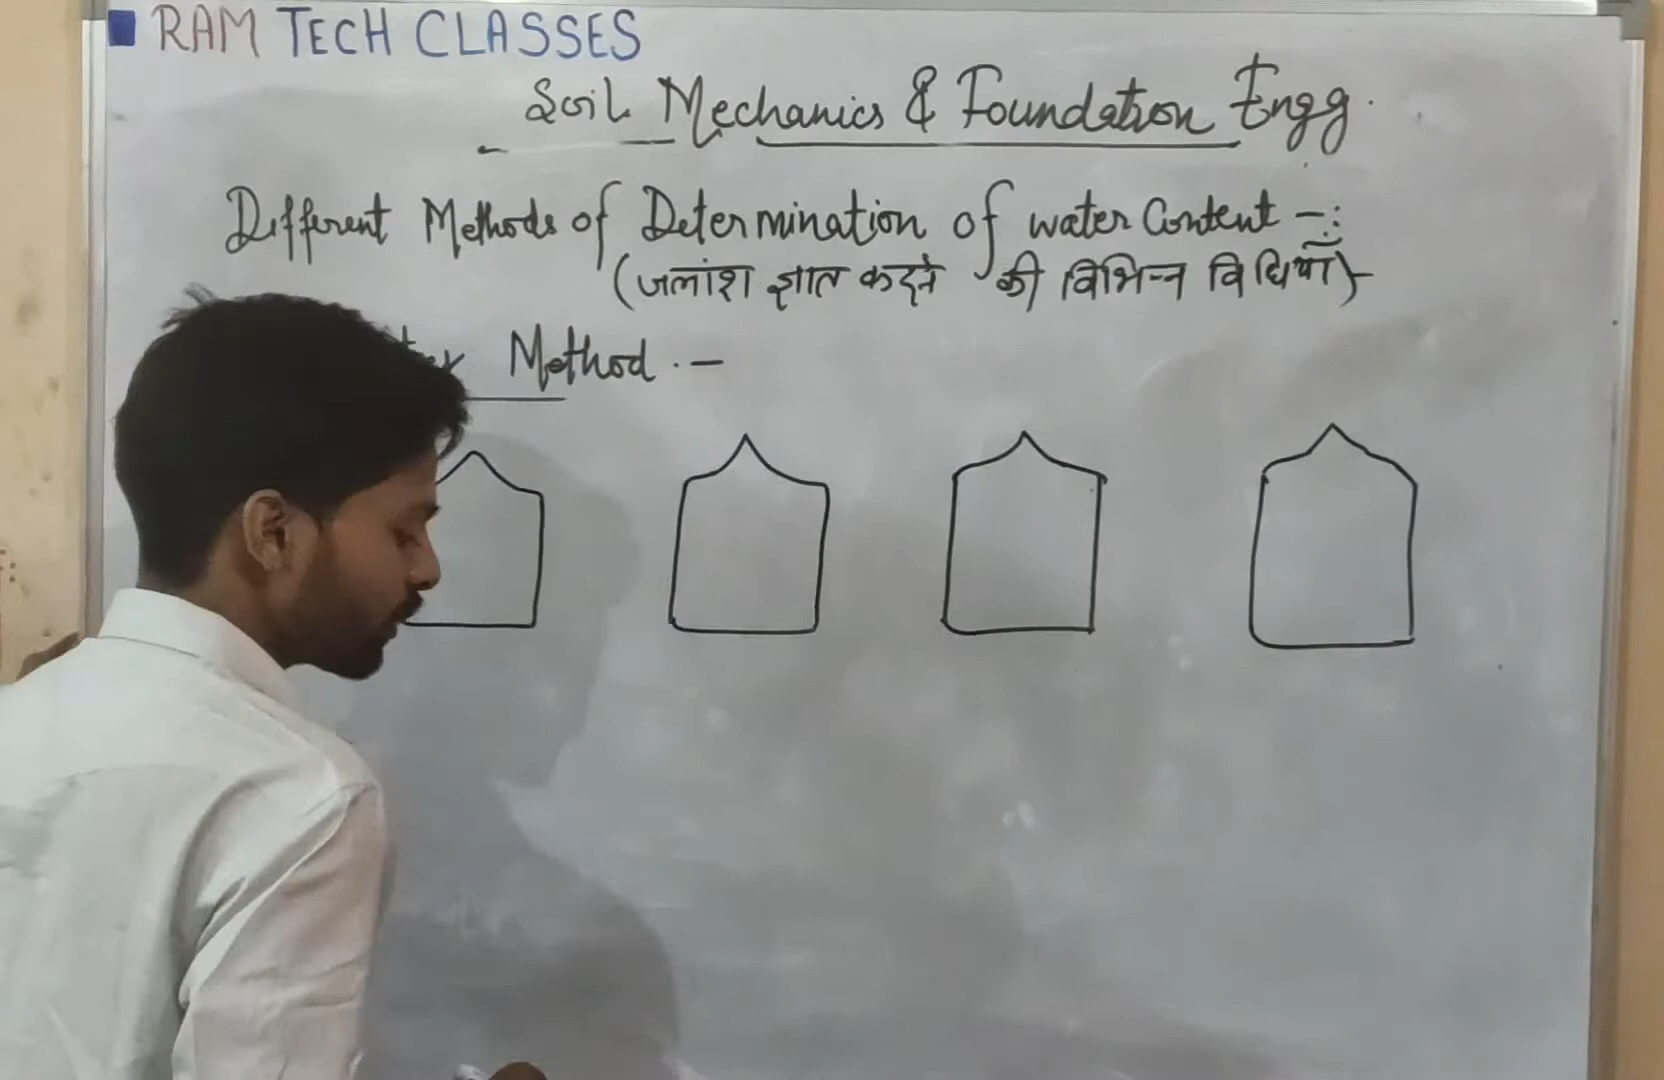 RAM TECH CLASSES
Soil Mechanics & Foundation Engg.
Different Methods of Determination of water Content -:
(जलांश ज्ञात करने की विभिन्न विधियाँ)-
Method .-